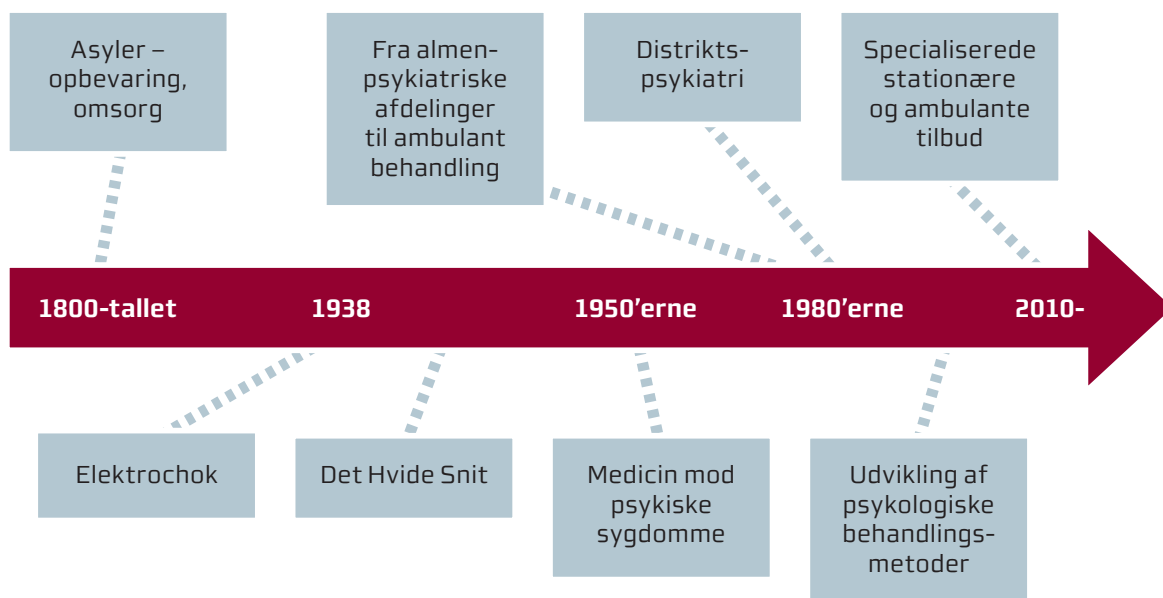 Asyler –
opbevaring,
omsorg
Fra almen-
psykiatriske
afdelinger
til ambulant
behandling
Distrikts-
psykiatri
Specialiserede
stationære
og ambulante
tilbud
1800-tallet
1938
1950'erne
1980'erne
2010-
Elektrochok
Det Hvide Snit
Medicin mod
psykiske
sygdomme
Udvikling af
psykologiske
behandlings-
metoder